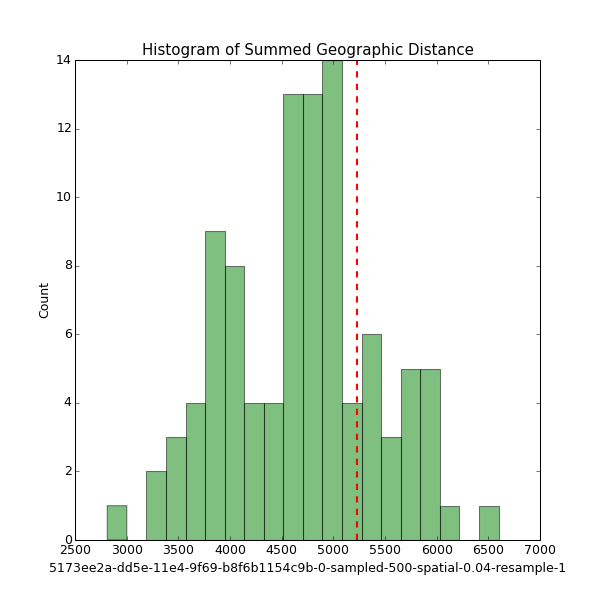 Histogram of Summed Geographic Distance
14
12
10
8
6
4
2
0
Count
2500 3000 3500 4000 4500 5000 5500 6000 6500 7000
5173ee2a-dd5e-11e4-9f69-b8f6b1154c9b-0-sampled-500-spatial-0.04-resample-1